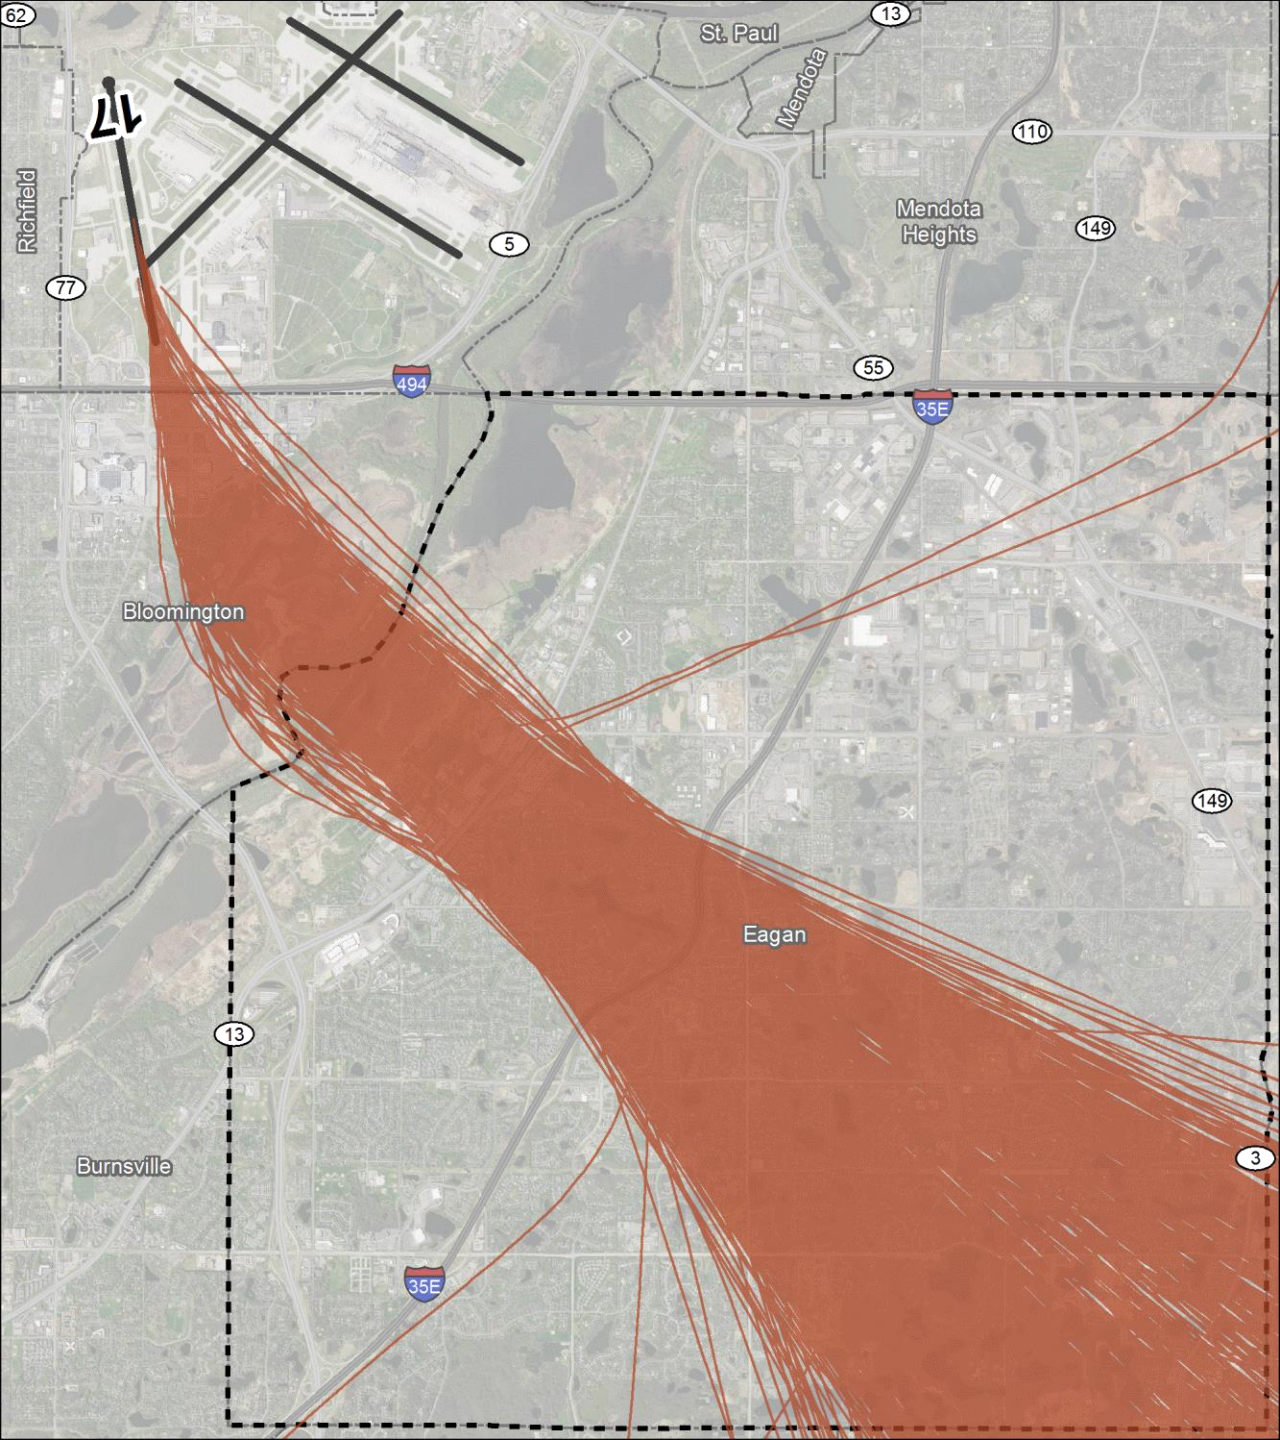 62
13
St. Paul
Mendota
17
110
Richfield
Mendota
Heights
149
5
77
55
494
35E
Bloomington
149
Eagan
13
3
Burnsville
35E